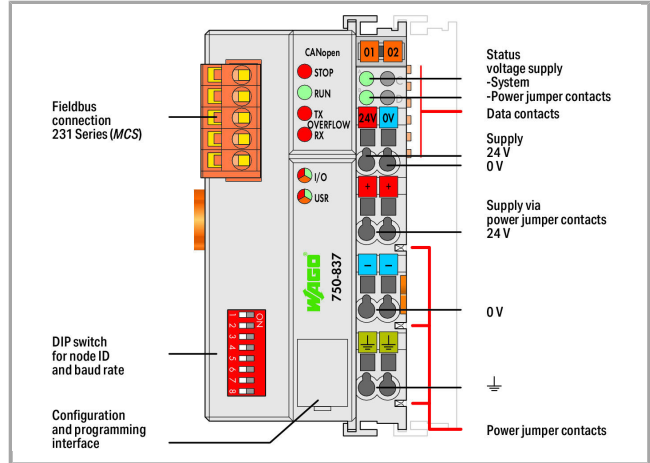 Fieldbus
connection
231 Series (MCS)
DIP switch
for node ID
and baud rate
Configuration
and programming
interface
CANopen
STOP
RUN
TX
OVERFLOW
RX
I/O
USR
WAGO
750-837
ON
1
2
3
4
5
6
7
8
01 02
24V 0V
+ +
− −
Status
voltage supply
-System
-Power jumper contacts
Data contacts
Supply
24 V
0 V
Supply via
power jumper contacts
24 V
0 V
Power jumper contacts